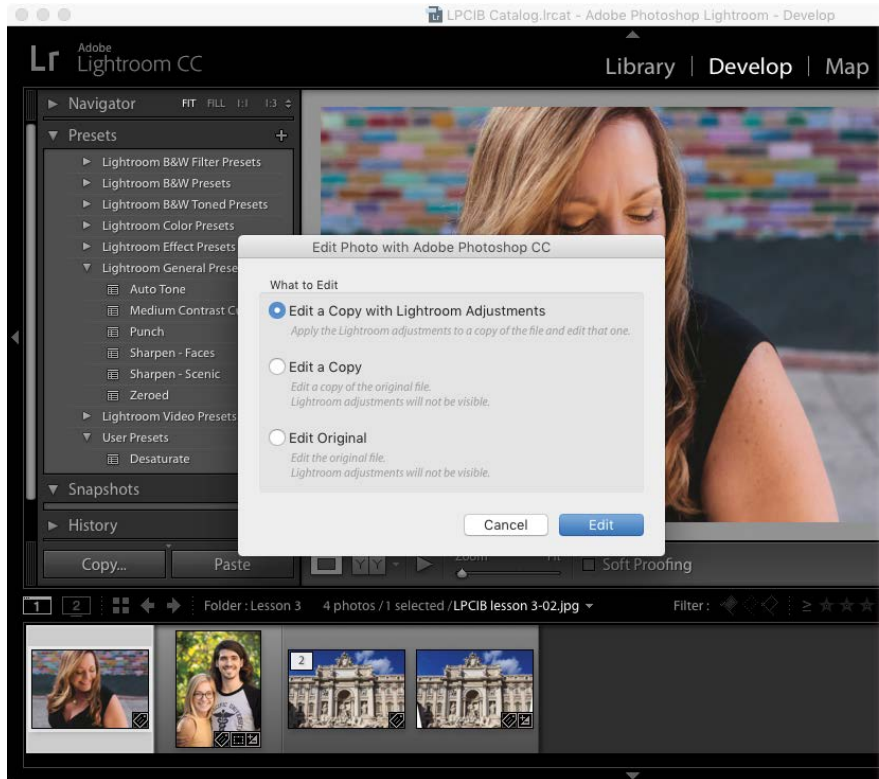 LPCIB Catalog.lrcat - Adobe Photoshop Lightroom - Develop
Lr
Adobe
Lightroom CC
Library | Develop | Map
Navigator FIT FILL 1:1 1:3
Presets +
Lightroom B&W Filter Presets
Lightroom B&W Presets
Lightroom B&W Toned Presets
Lightroom Color Presets
Lightroom Effect Presets
Lightroom General Prese
Auto Tone
Medium Contrast Cu
Punch
Sharpen - Faces
Sharpen - Scenic
Zeroed
Lightroom Video Presets
User Presets
Desaturate
Snapshots
History
Copy... Paste
Edit Photo with Adobe Photoshop CC
What to Edit
Edit a Copy with Lightroom Adjustments
Apply the Lightroom adjustments to a copy of the file and edit that one.
Edit a Copy
Edit a copy of the original file.
Lightroom adjustments will not be visible.
Edit Original
Edit the original file.
Lightroom adjustments will not be visible.
Cancel Edit
YY Zoom Fit Soft Proofing
1 2 Folder : Lesson 3 4 photos / 1 selected / LPCIB lesson 3-02.jpg Filter : ≥
2